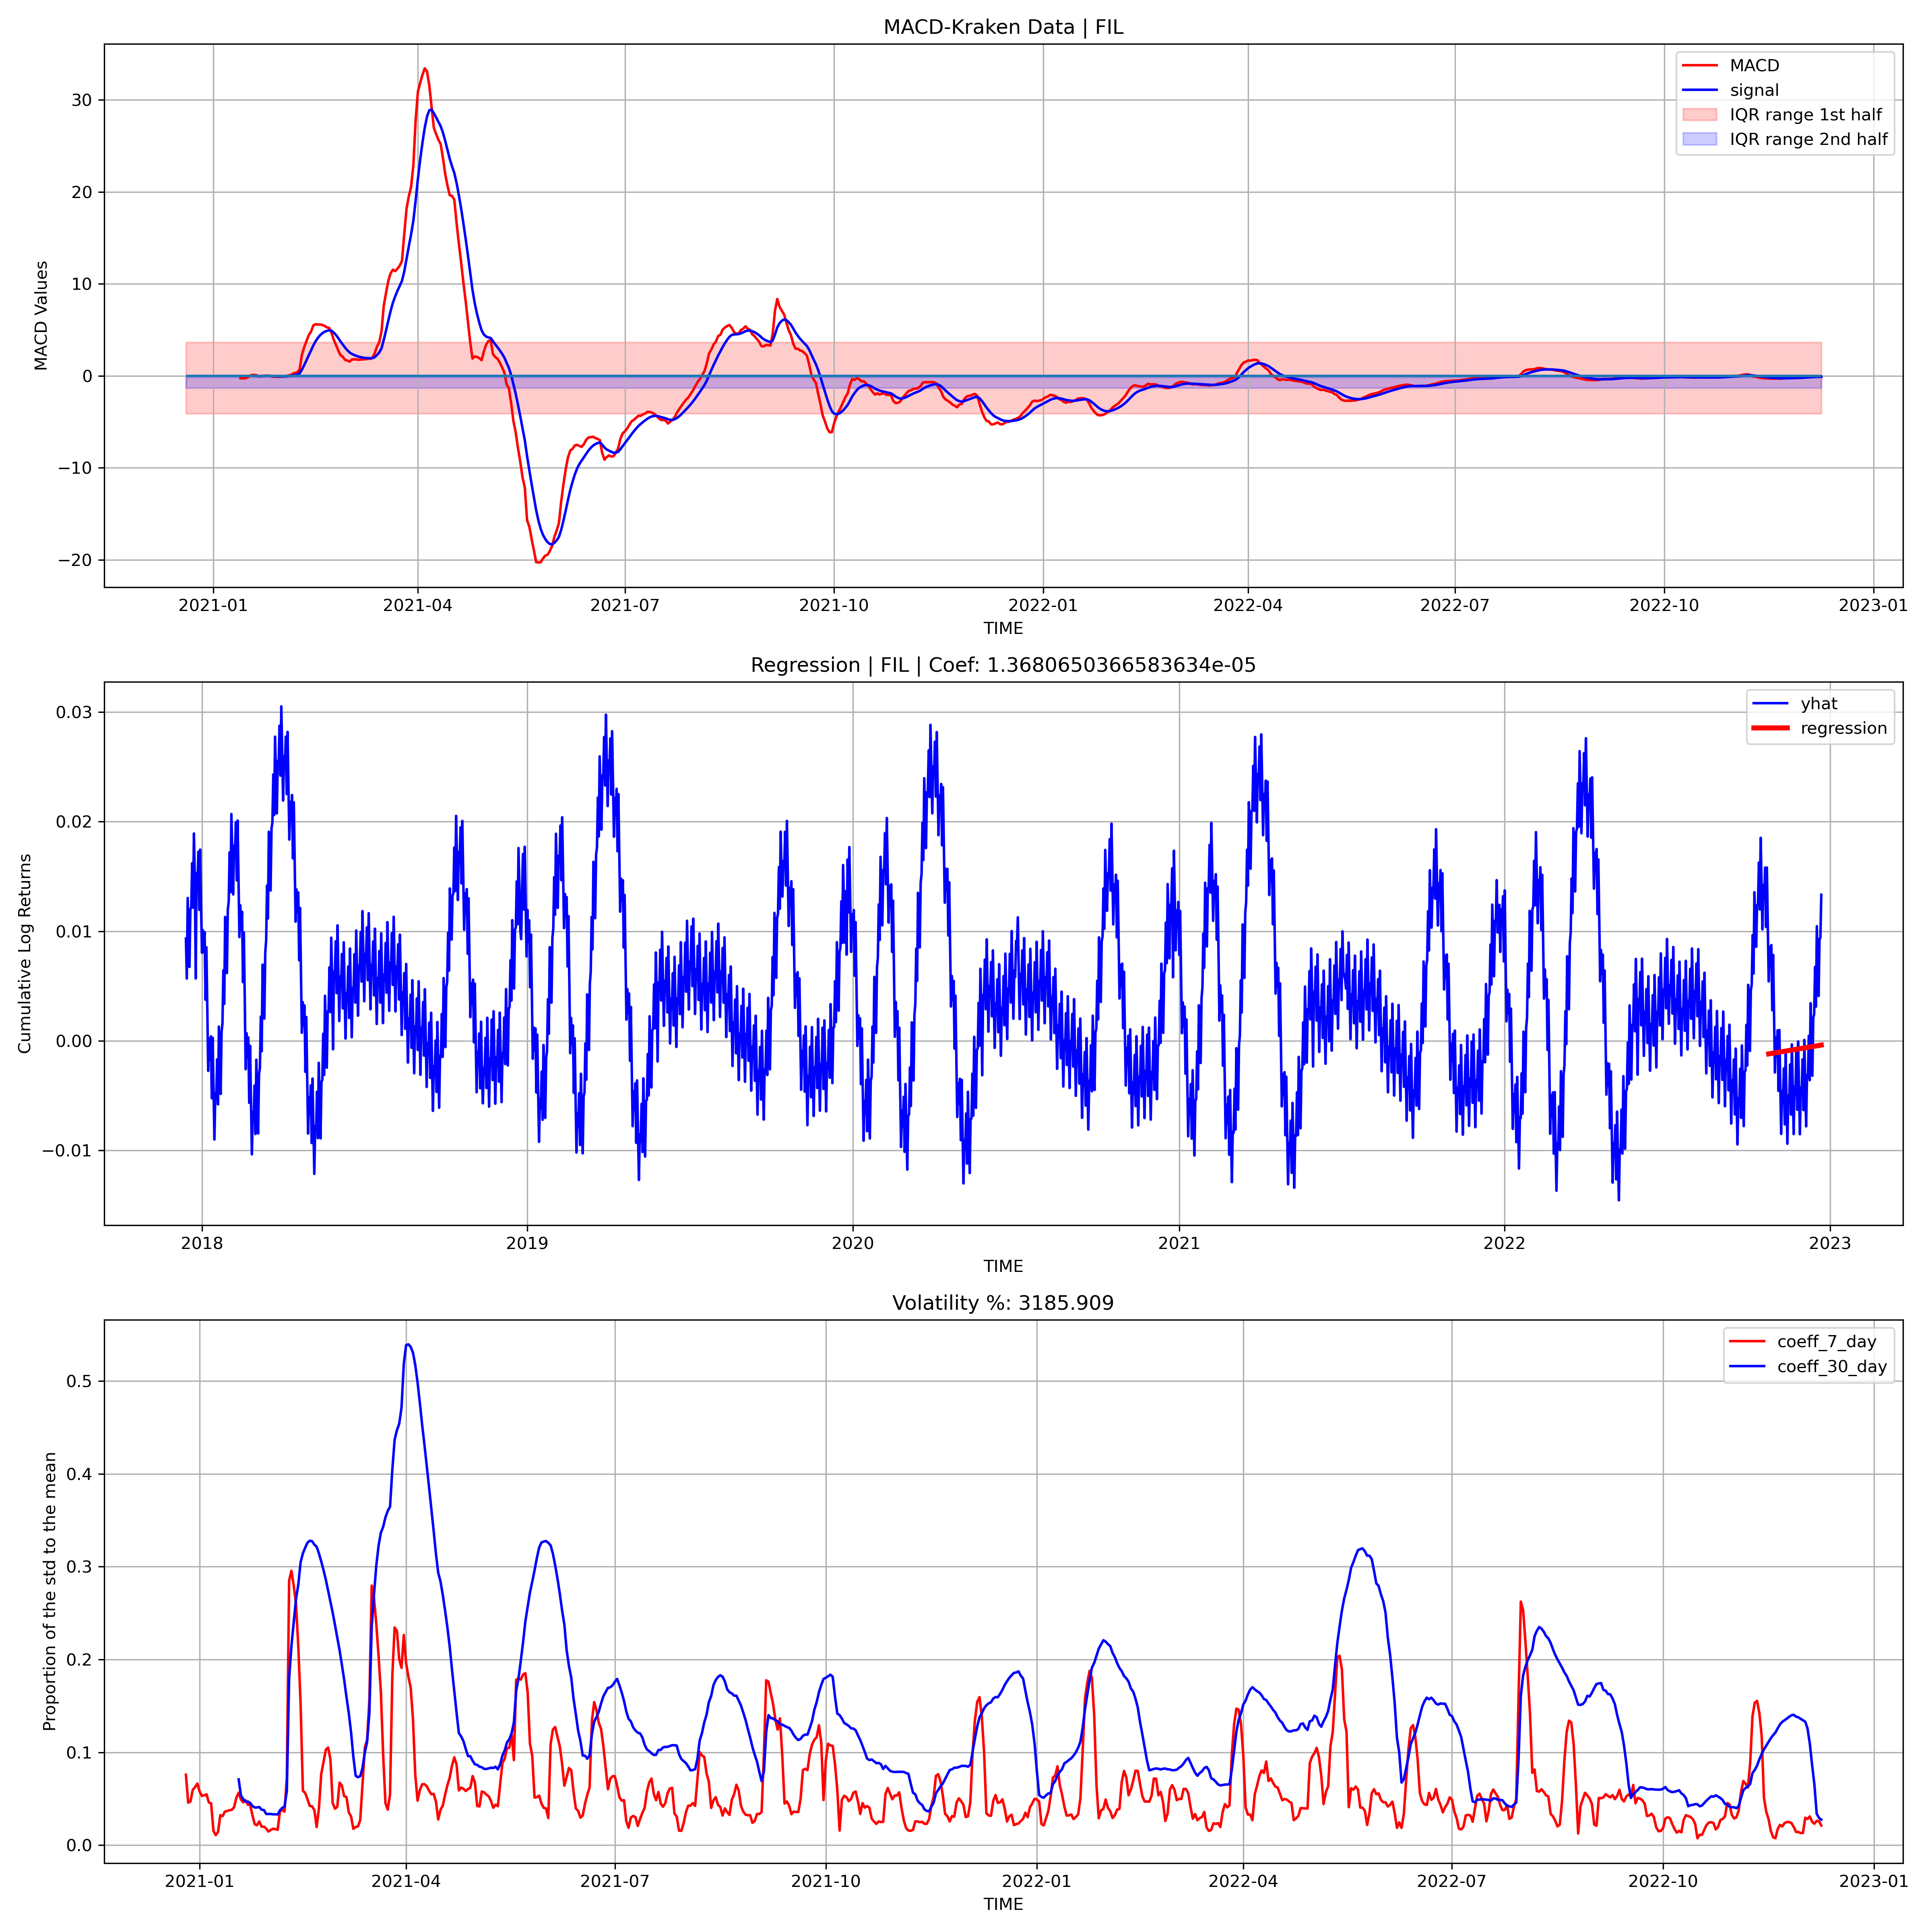 MACD-Kraken Data | FIL
MACD Values
30
20
10
0
−10
−20
MACD
signal
IQR range 1st half
IQR range 2nd half
2021-01
2021-04
2021-07
2021-10
2022-01
2022-04
2022-07
2022-10
2023-01
TIME
Regression | FIL | Coef: 1.3680650366583634e-05
Cumulative Log Returns
0.03
0.02
0.01
0.00
−0.01
yhat
regression
2018
2019
2020
2021
2022
2023
TIME
Volatility %: 3185.909
Proportion of the std to the mean
0.5
0.4
0.3
0.2
0.1
0.0
coeff_7_day
coeff_30_day
2021-01
2021-04
2021-07
2021-10
2022-01
2022-04
2022-07
2022-10
2023-01
TIME